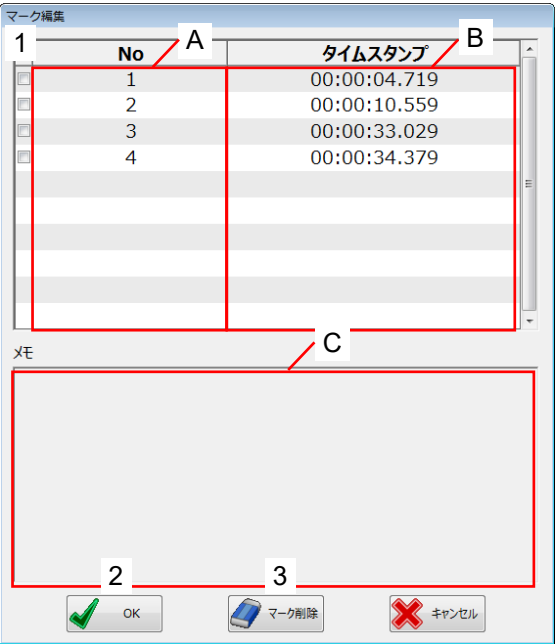 マーク編集
1
A
B
No タイムスタンプ
1 00:00:04.719
2 00:00:10.559
3 00:00:33.029
4 00:00:34.379
C
メモ
2
3
OK マーク削除 キャンセル